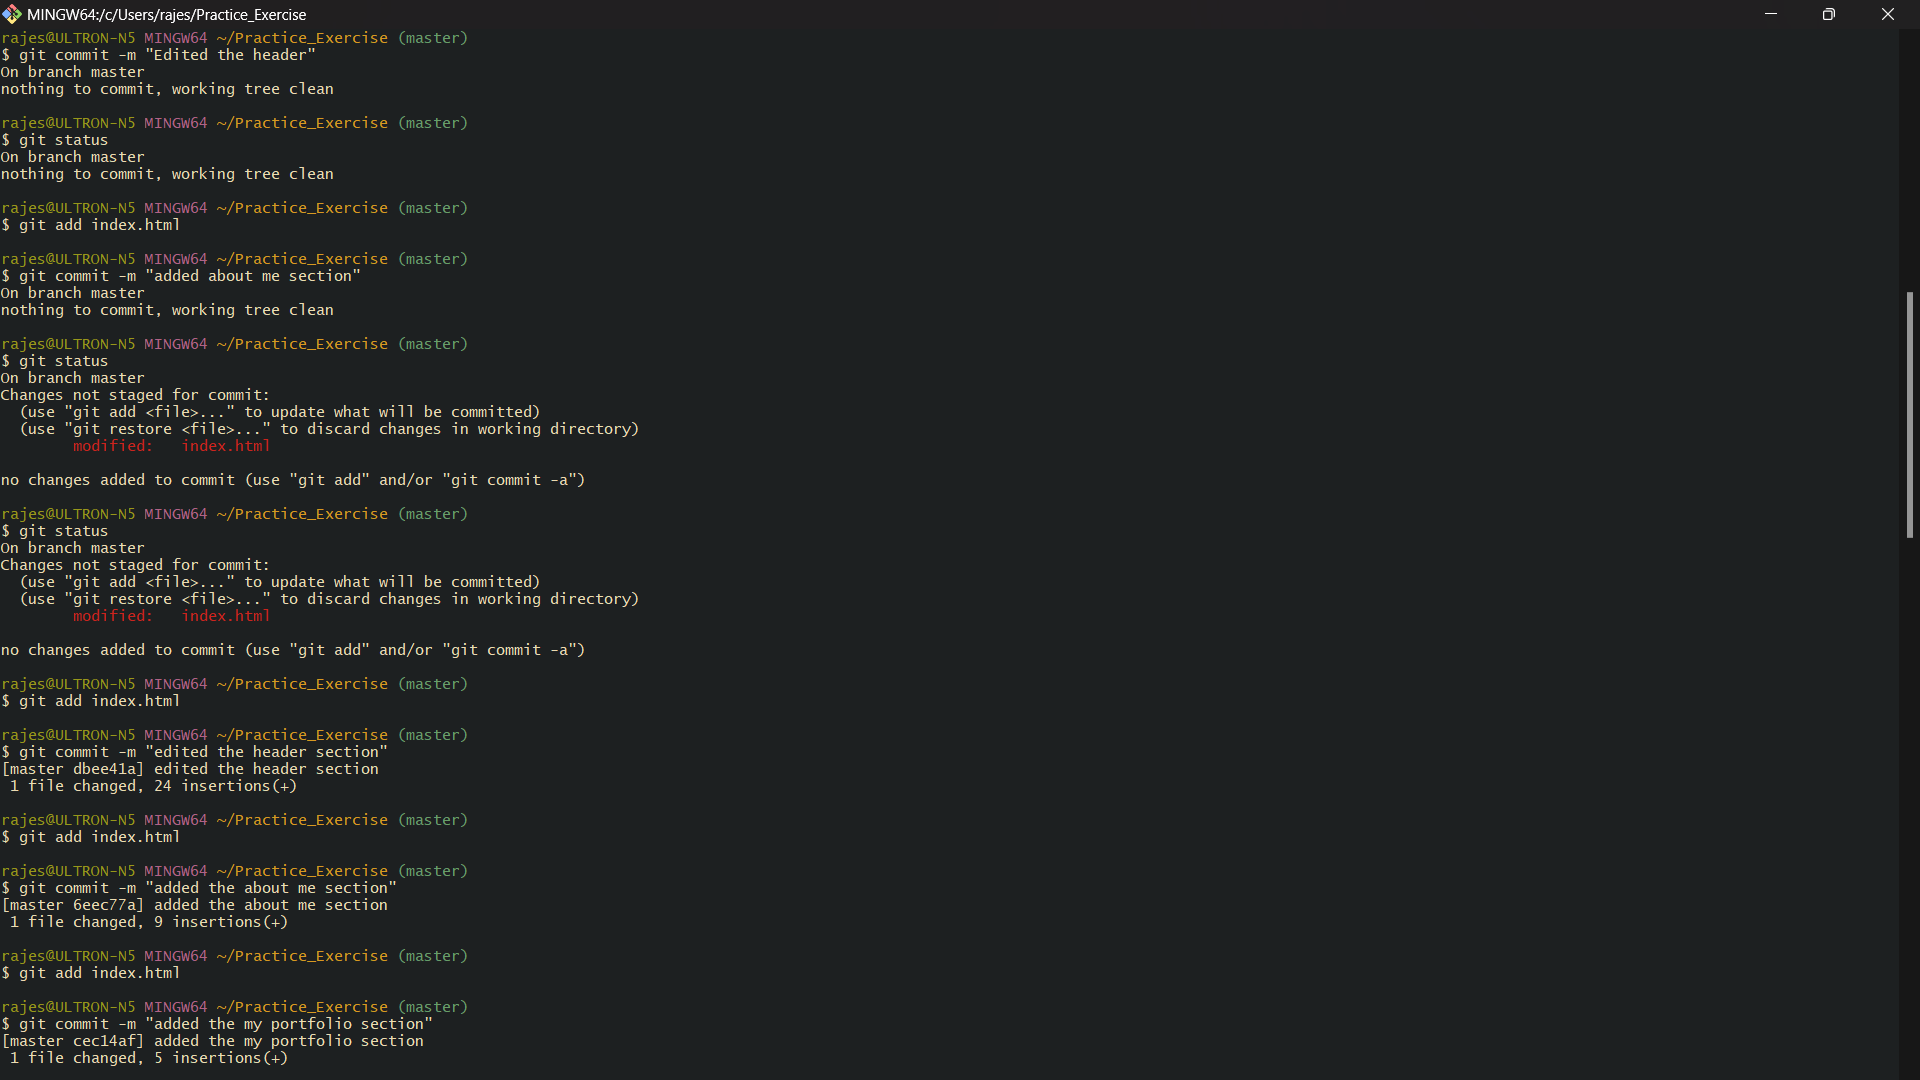 MINGW64:/c/Users/rajes/Practice_Exercise
rajes@ULTRON-N5 MINGW64 ~/Practice_Exercise (master)
$ git commit -m "Edited the header"
On branch master
nothing to commit, working tree clean
rajes@ULTRON-N5 MINGW64 ~/Practice_Exercise (master)
$ git status
On branch master
nothing to commit, working tree clean
rajes@ULTRON-N5 MINGW64 ~/Practice_Exercise (master)
$ git add index.html
rajes@ULTRON-N5 MINGW64 ~/Practice_Exercise (master)
$ git commit -m "added about me section"
On branch master
nothing to commit, working tree clean
rajes@ULTRON-N5 MINGW64 ~/Practice_Exercise (master)
$ git status
On branch master
Changes not staged for commit:
  (use "git add <file>..." to update what will be committed)
  (use "git restore <file>..." to discard changes in working directory)
        modified:   index.html
no changes added to commit (use "git add" and/or "git commit -a")
rajes@ULTRON-N5 MINGW64 ~/Practice_Exercise (master)
$ git status
On branch master
Changes not staged for commit:
  (use "git add <file>..." to update what will be committed)
  (use "git restore <file>..." to discard changes in working directory)
        modified:   index.html
no changes added to commit (use "git add" and/or "git commit -a")
rajes@ULTRON-N5 MINGW64 ~/Practice_Exercise (master)
$ git add index.html
rajes@ULTRON-N5 MINGW64 ~/Practice_Exercise (master)
$ git commit -m "edited the header section"
[master dbee41a] edited the header section
 1 file changed, 24 insertions(+)
rajes@ULTRON-N5 MINGW64 ~/Practice_Exercise (master)
$ git add index.html
rajes@ULTRON-N5 MINGW64 ~/Practice_Exercise (master)
$ git commit -m "added the about me section"
[master 6eec77a] added the about me section
 1 file changed, 9 insertions(+)
rajes@ULTRON-N5 MINGW64 ~/Practice_Exercise (master)
$ git add index.html
rajes@ULTRON-N5 MINGW64 ~/Practice_Exercise (master)
$ git commit -m "added the my portfolio section"
[master cec14af] added the my portfolio section
 1 file changed, 5 insertions(+)